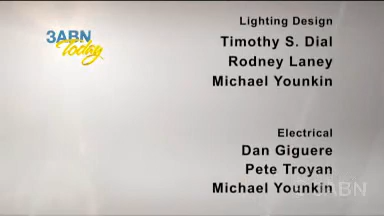 3ABN
Today
Lighting Design
Timothy S. Dial
Rodney Laney
Michael Younkin
Electrical
Dan Giguere
Pete Troyan
Michael Younkin
3ABN